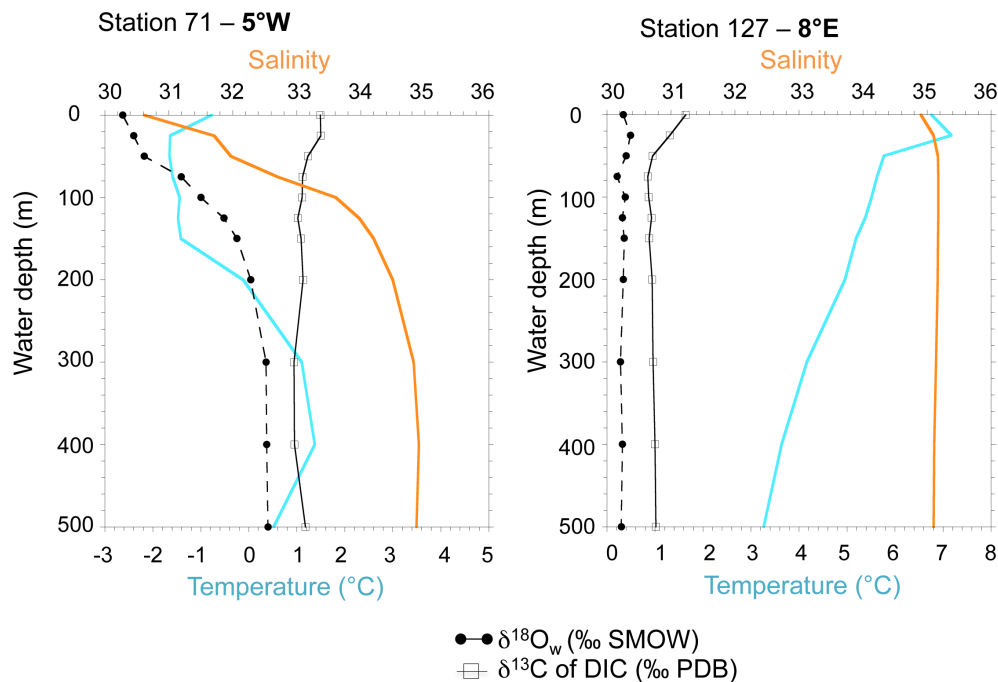 Station 71 – 5°W
Salinity
30 31 32 33 34 35 36
0
100
200
300
400
500
Water depth (m)
-3 -2 -1 0 1 2 3 4 5
Temperature (°C)
Station 127 – 8°E
Salinity
30 31 32 33 34 35 36
0
100
200
300
400
500
Water depth (m)
0 1 2 3 4 5 6 7 8
Temperature (°C)
δ¹⁸Ow (‰ SMOW)
δ¹³C of DIC (‰ PDB)